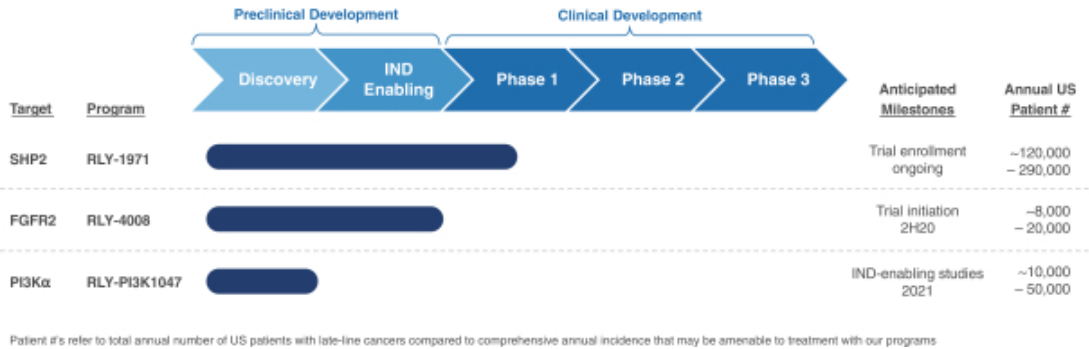 Preclinical Development
Clinical Development
Discovery
IND
Enabling
Phase 1
Phase 2
Phase 3
Target
Program
Anticipated
Milestones
Annual US
Patient #
SHP2
RLY-1971
Trial enrollment
ongoing
~120,000
– 290,000
FGFR2
RLY-4008
Trial initiation
2H20
~8,000
– 20,000
PI3Kα
RLY-PI3K1047
IND-enabling studies
2021
~10,000
– 50,000
Patient #'s refer to total annual number of US patients with late-line cancers compared to comprehensive annual incidence that may be amenable to treatment with our programs